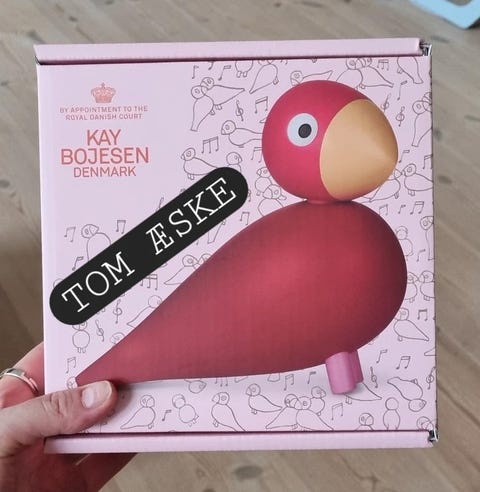 BY APPOINTMENT TO THE
ROYAL DANISH COURT
KAY
BOJESEN
DENMARK
TOM ÆSKE